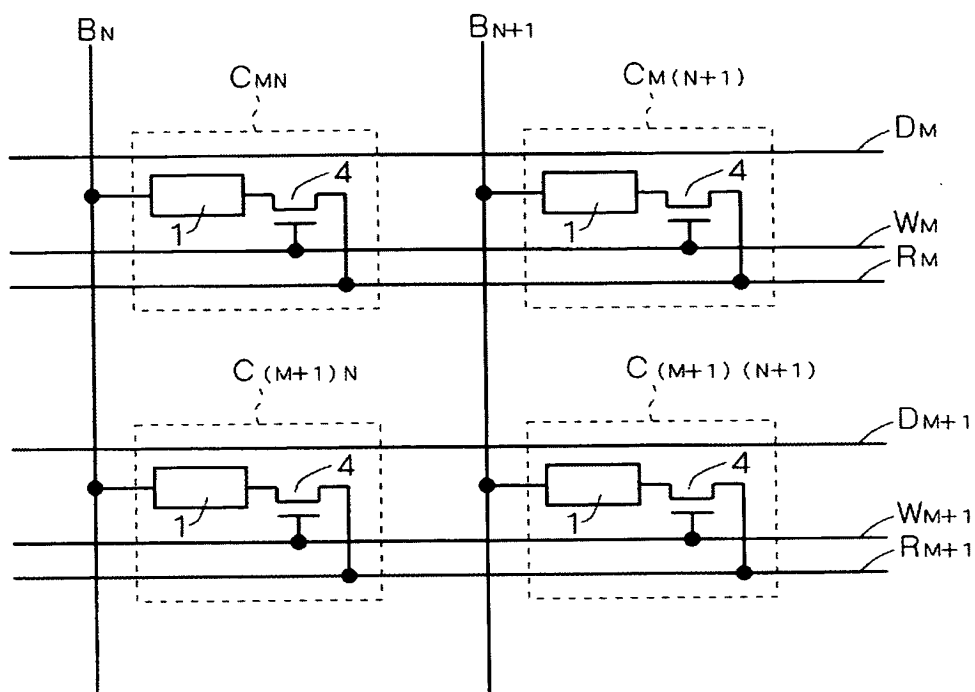 BN
BN+1
CMN
CM(N+1)
DM
4
4
1
1
WM
RM
C(M+1)N
C(M+1)(N+1)
DM+1
4
4
1
1
WM+1
RM+1